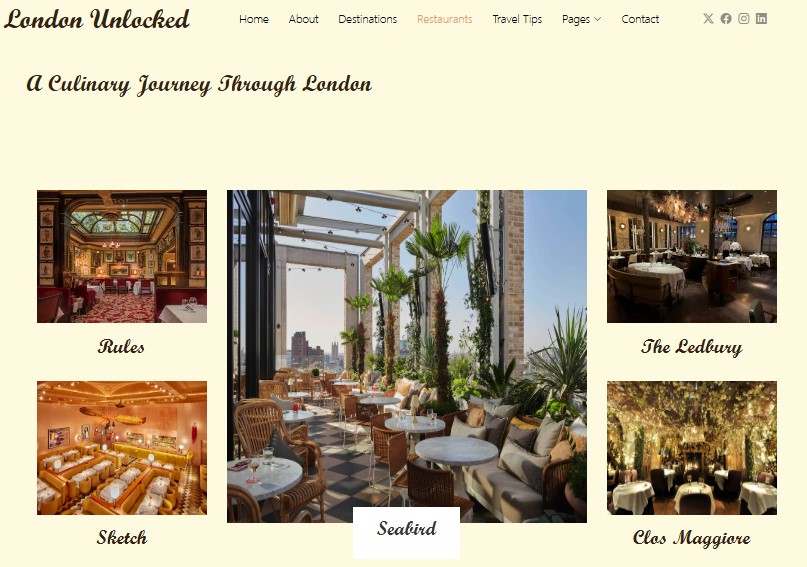 London Unlocked
Home About Destinations Restaurants Travel Tips Pages Contact
A Culinary Journey Through London
Rules
The Ledbury
Sketch
Seabird
Clos Maggiore